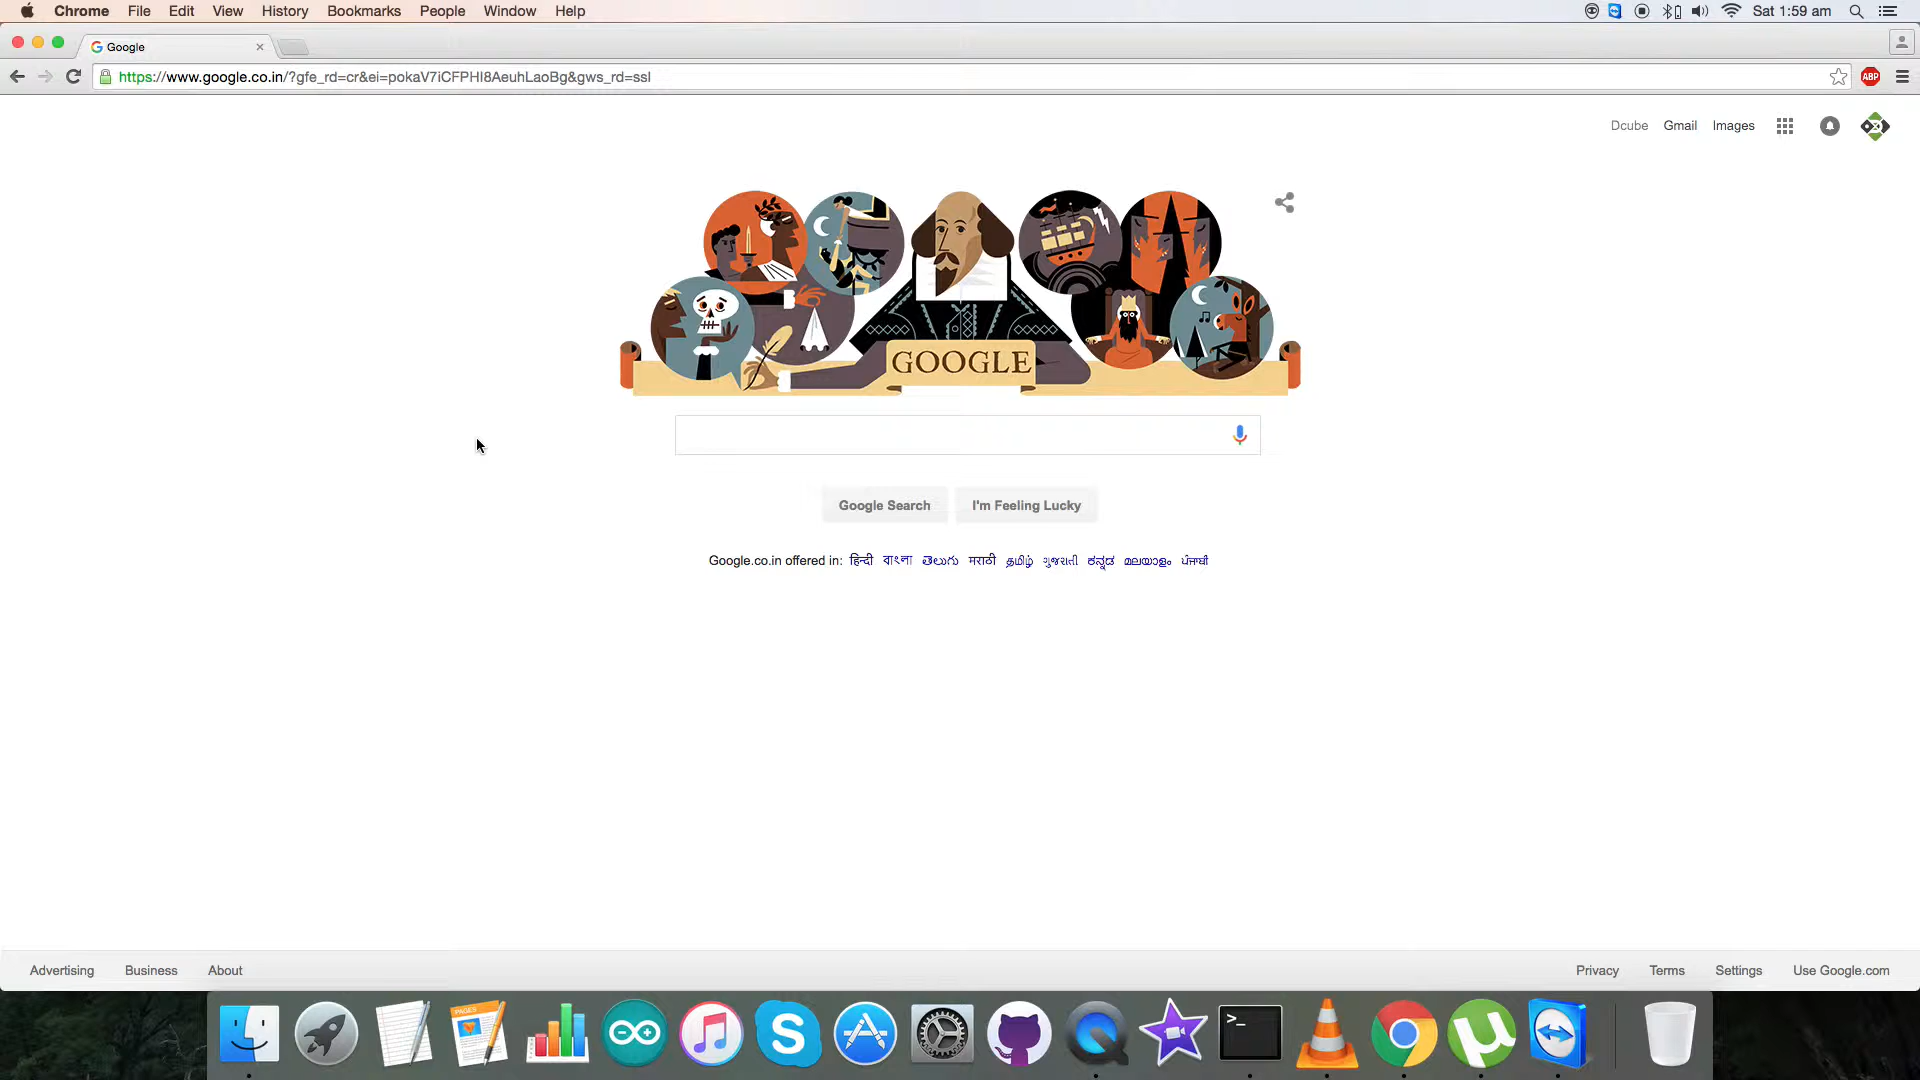 Chrome File Edit View History Bookmarks People Window Help Sat 1:59 am
Google
https://www.google.co.in/?gfe_rd=cr&ei=pokaV7iCFPHI8AeuhLaoBg&gws_rd=ssl ABP
Dcube Gmail Images
GOOGLE
Google Search I'm Feeling Lucky
Google.co.in offered in: हिन्दी বাংলা తెలుగు मराठी தமிழ் ગુજરાતી ಕನ್ನಡ മലയാളം ਪੰਜਾਬੀ
Advertising Business About Privacy Terms Settings Use Google.com
PAGES
>_